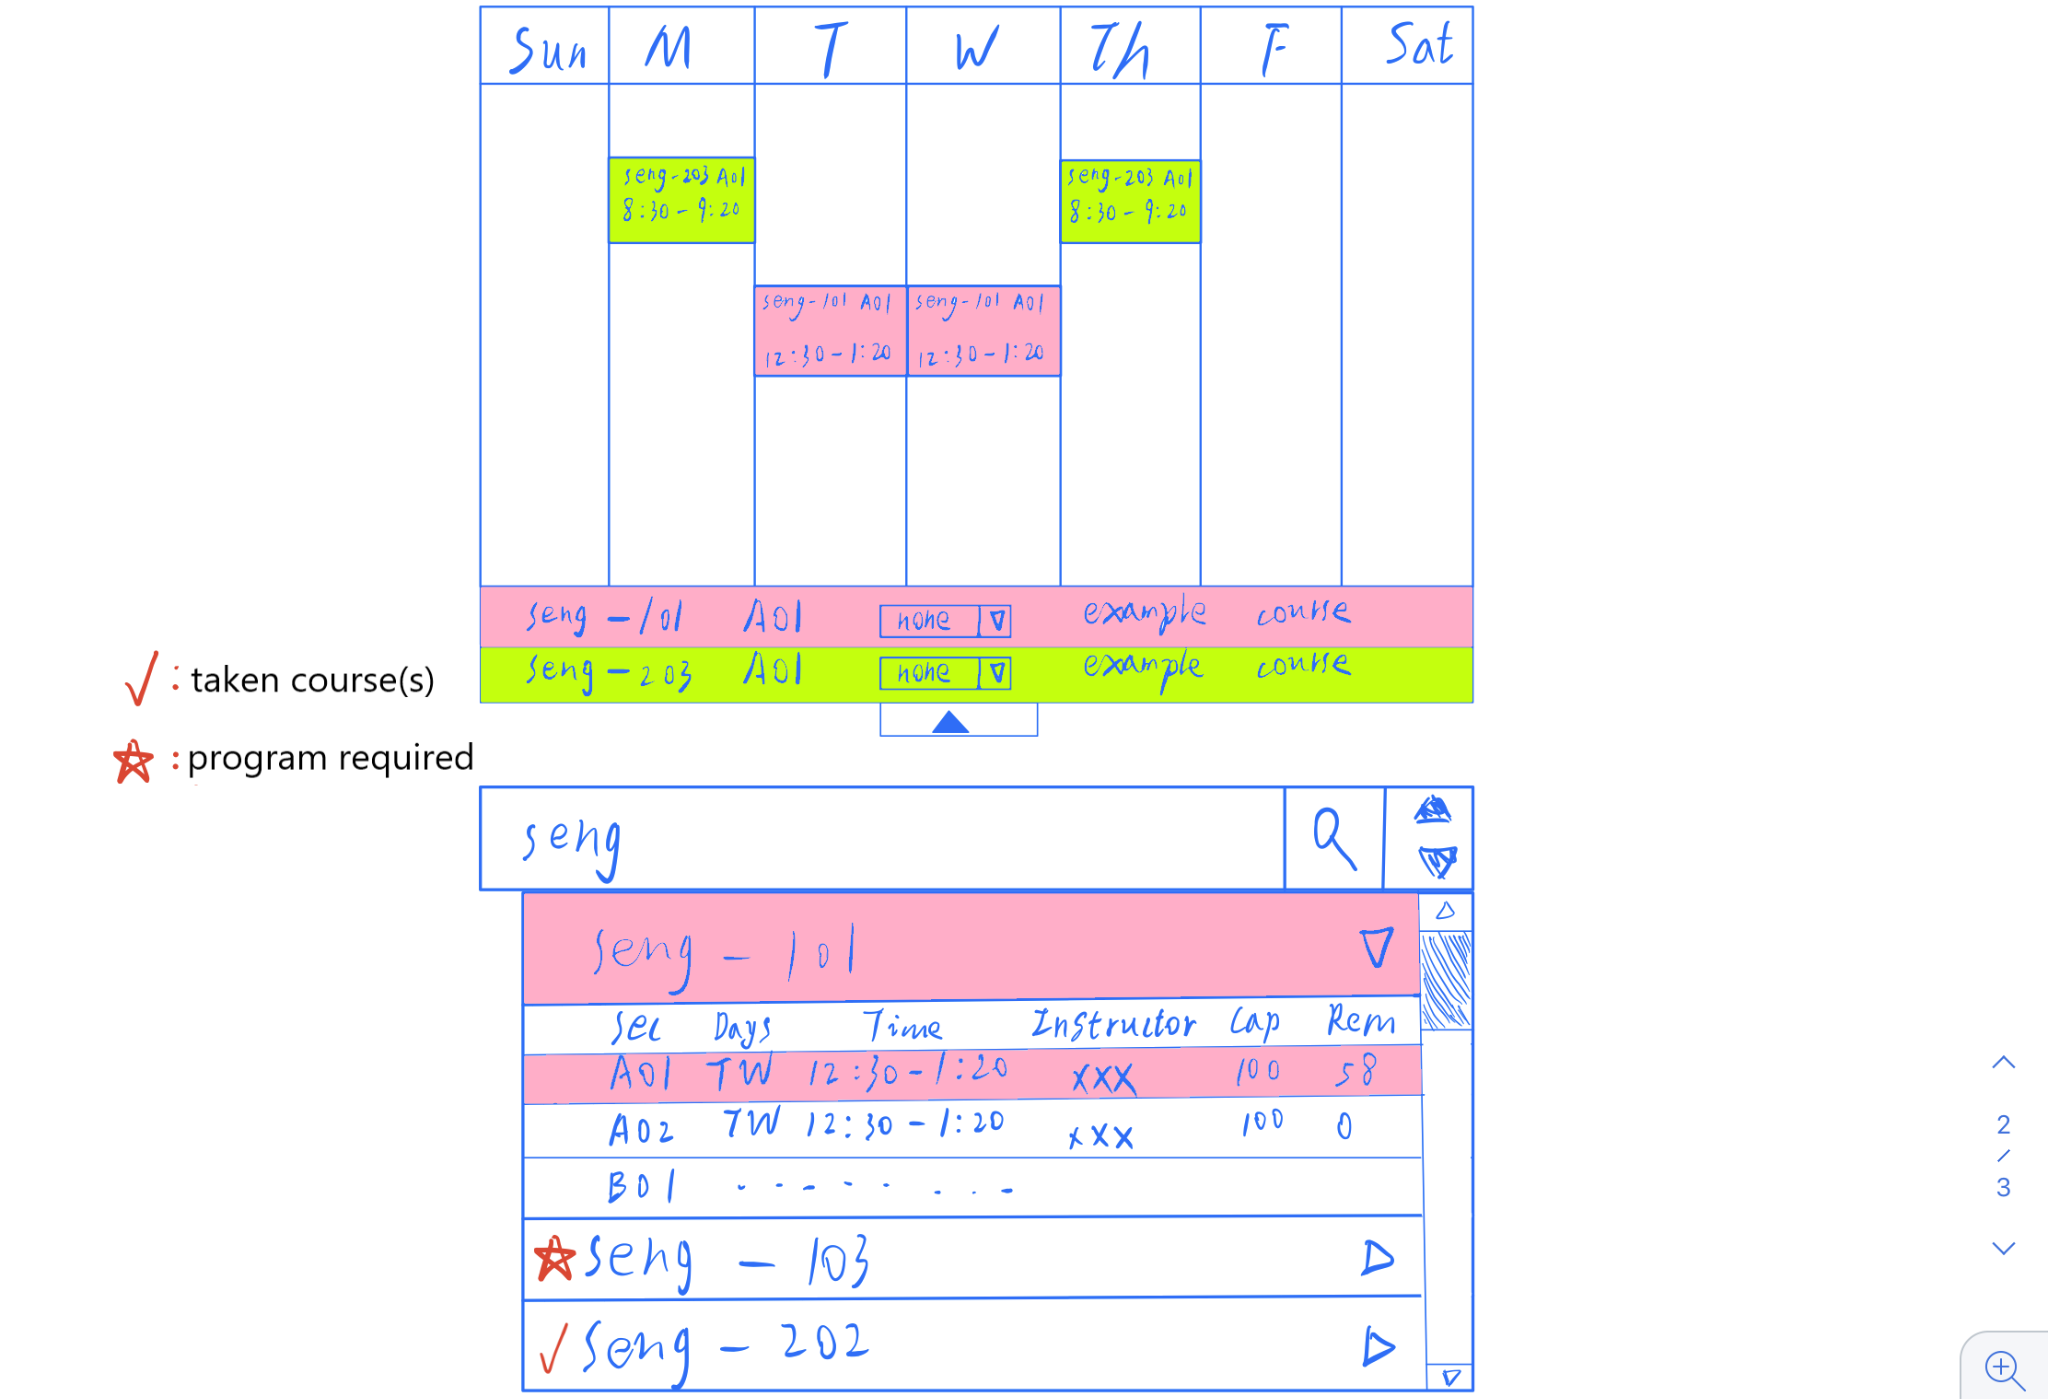 Sun M T W Th F Sat
seng-203 A01
8:30-9:20
seng-203 A01
8:30-9:20
seng-101 A01
12:30-1:20
seng-101 A01
12:30-1:20
seng-101 A01 none example course
seng-203 A01 none example course
: taken course(s)
: program required
seng
seng - 101
Sec Days Time Instructor Cap Rem
A01 TW 12:30-1:20 XXX 100 58
A02 TW 12:30-1:20 XXX 100 0
B01 ........
seng - 103
seng - 202
2
/
3